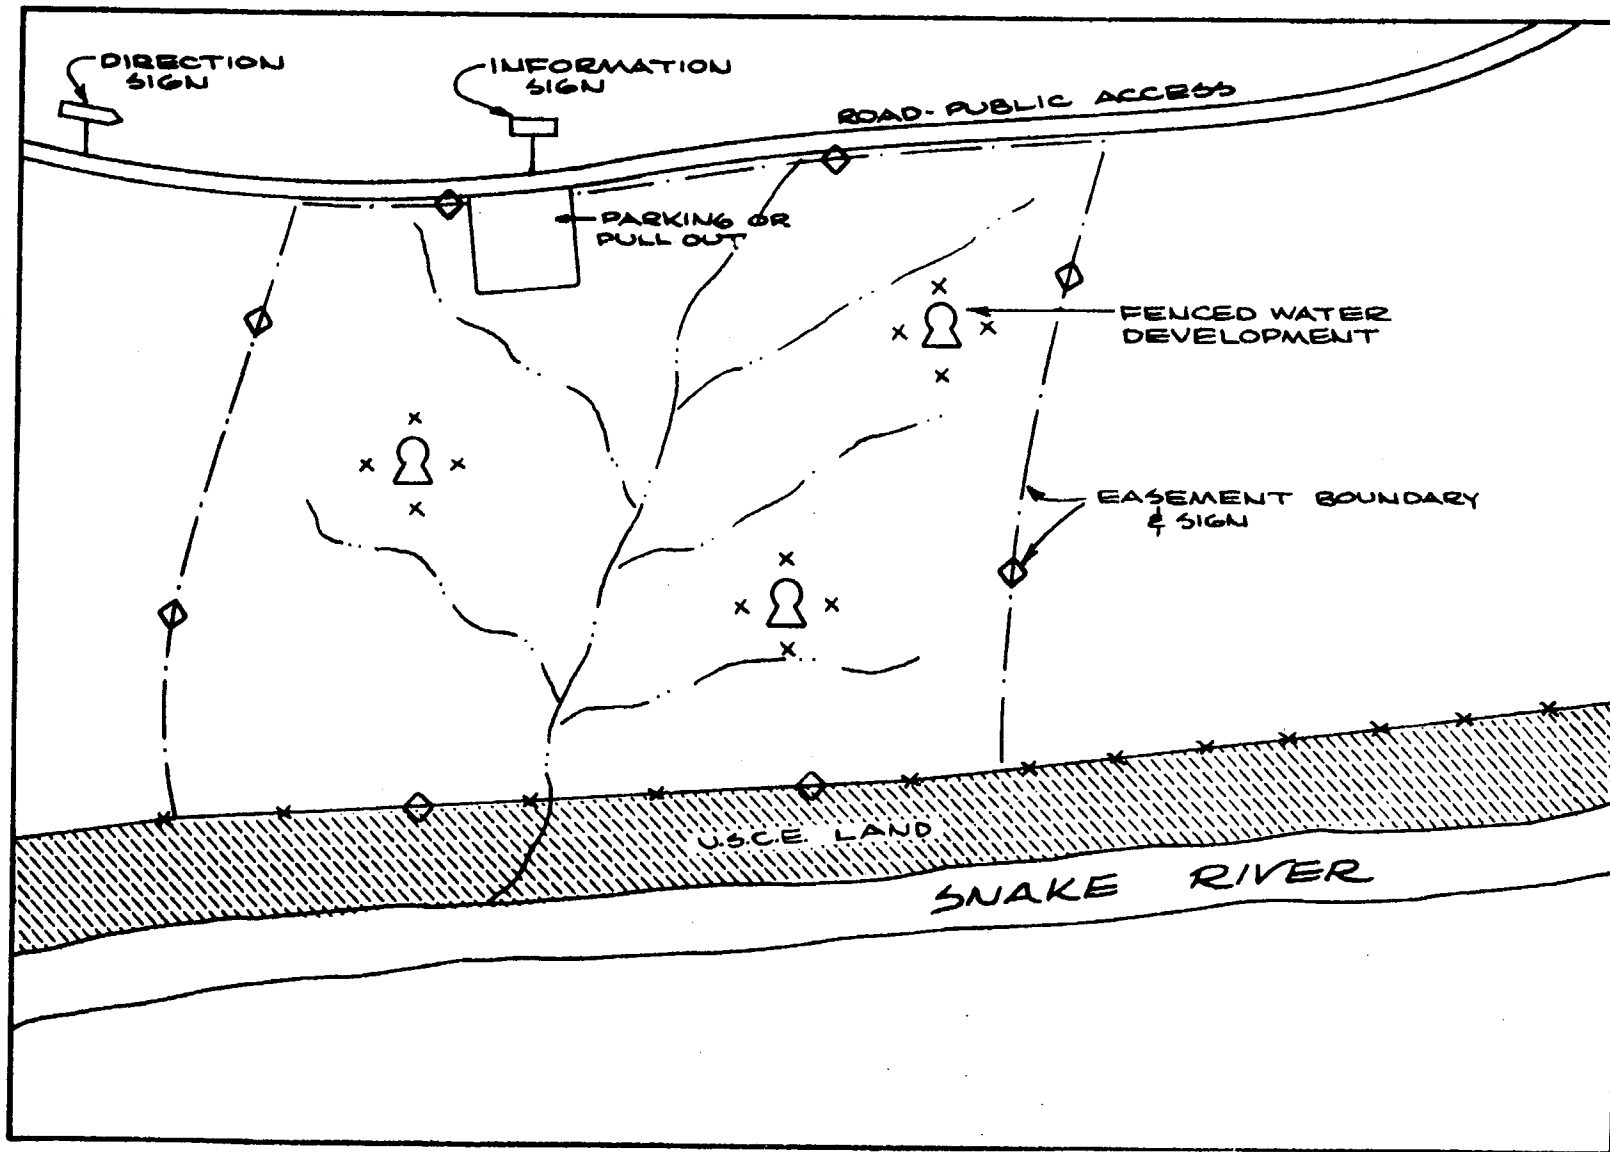 DIRECTION
SIGN
INFORMATION
SIGN
ROAD-PUBLIC ACCESS
PARKING OR
PULL OUT
FENCED WATER
DEVELOPMENT
EASEMENT BOUNDARY
& SIGN
U.S.C.E. LAND
SNAKE RIVER